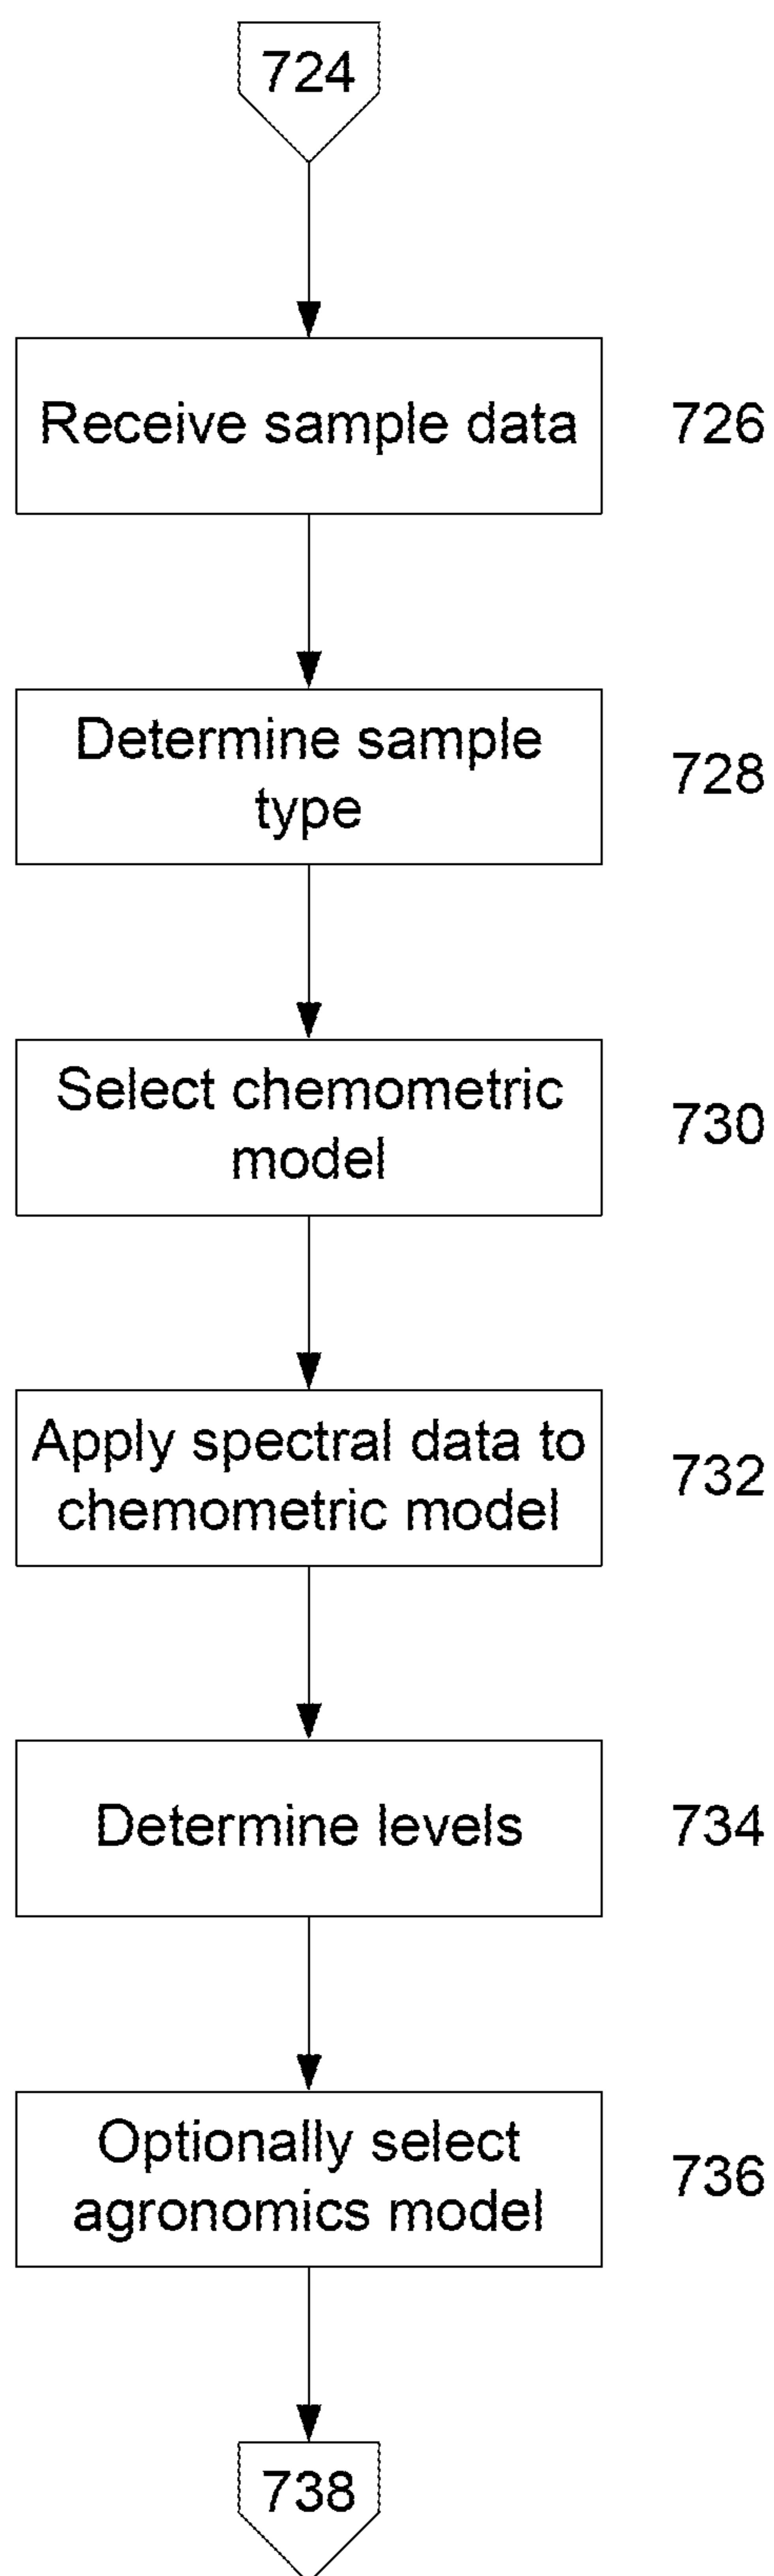 724
Receive sample data
726
Determine sample
type
728
Select chemometric
model
730
Apply spectral data to
chemometric model
732
Determine levels
734
Optionally select
agronomics model
736
738